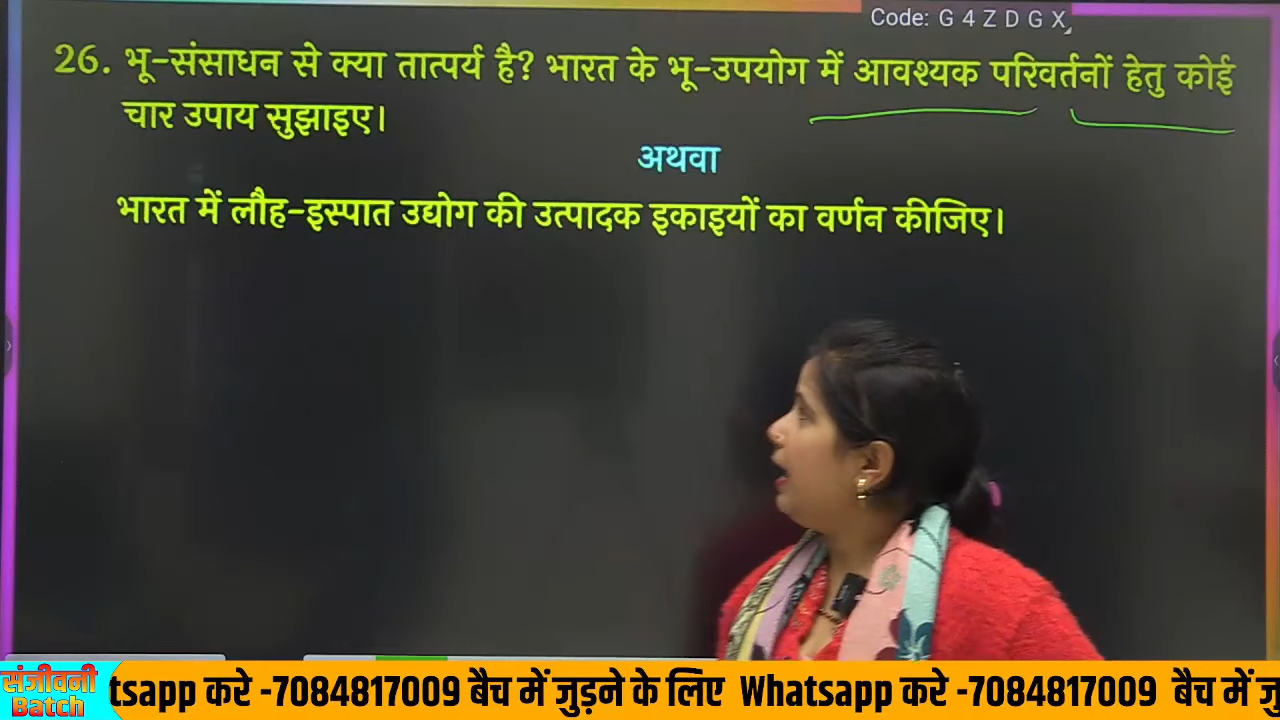 Code: G 4 Z D G X
26. भू-संसाधन से क्या तात्पर्य है? भारत के भू-उपयोग में आवश्यक परिवर्तनों हेतु कोई
चार उपाय सुझाइए।
अथवा
भारत में लौह-इस्पात उद्योग की उत्पादक इकाइयों का वर्णन कीजिए।
संजीवनी
Batch
tsapp करे -7084817009 बैच में जुड़ने के लिए Whatsapp करे -7084817009 बैच में जु